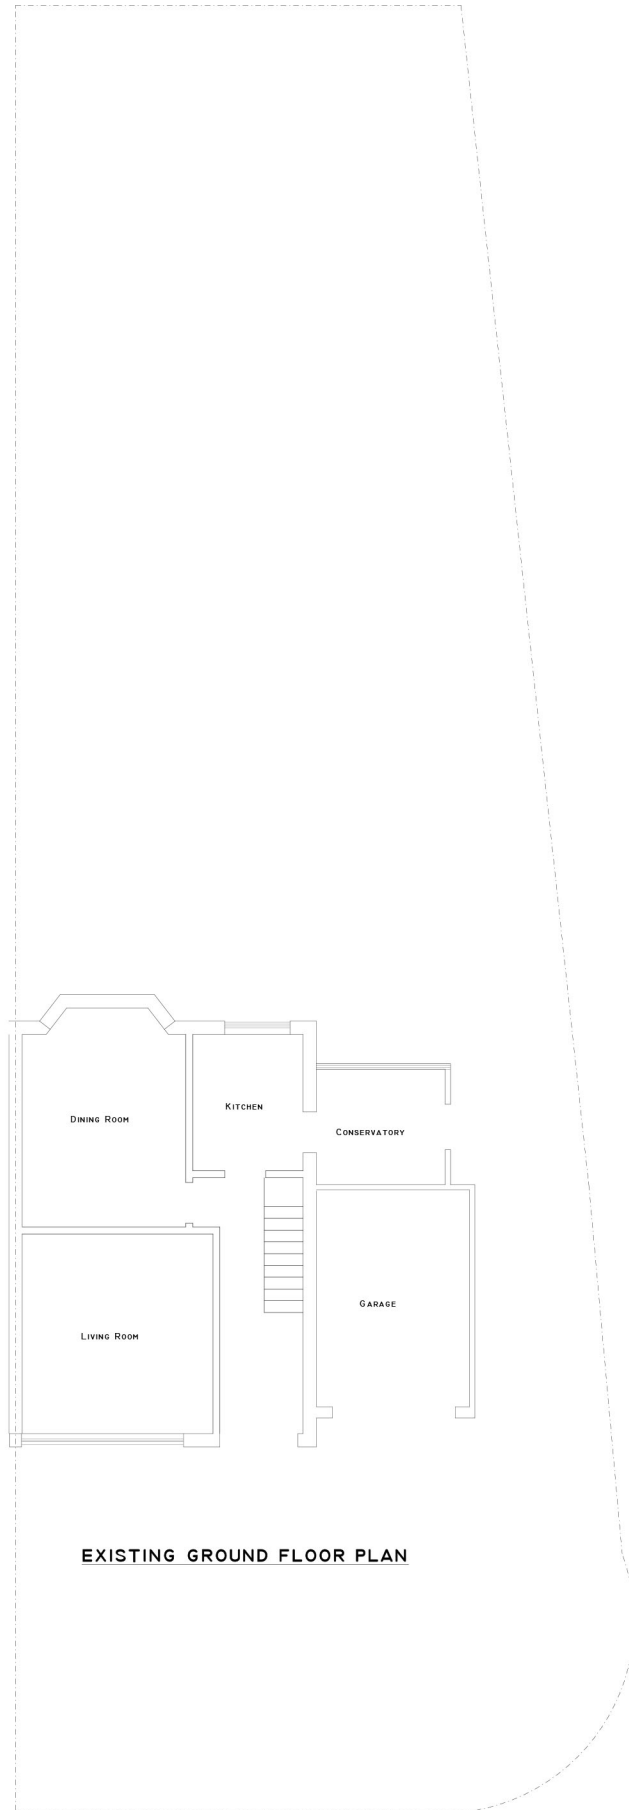 Kitchen
Dining Room
Conservatory
Garage
Living Room
EXISTING GROUND FLOOR PLAN